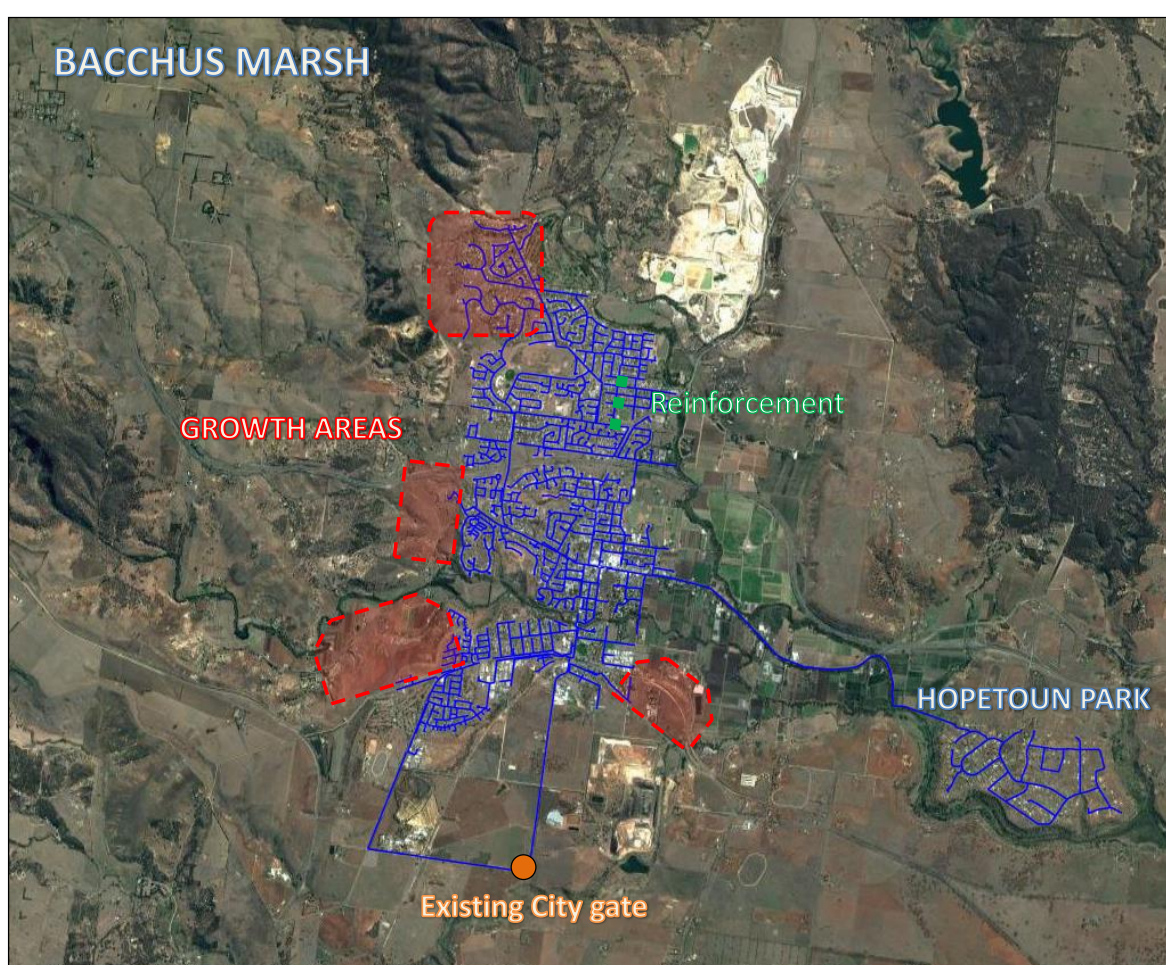 BACCHUS MARSH
Reinforcement
GROWTH AREAS
HOPETOUN PARK
Existing City gate